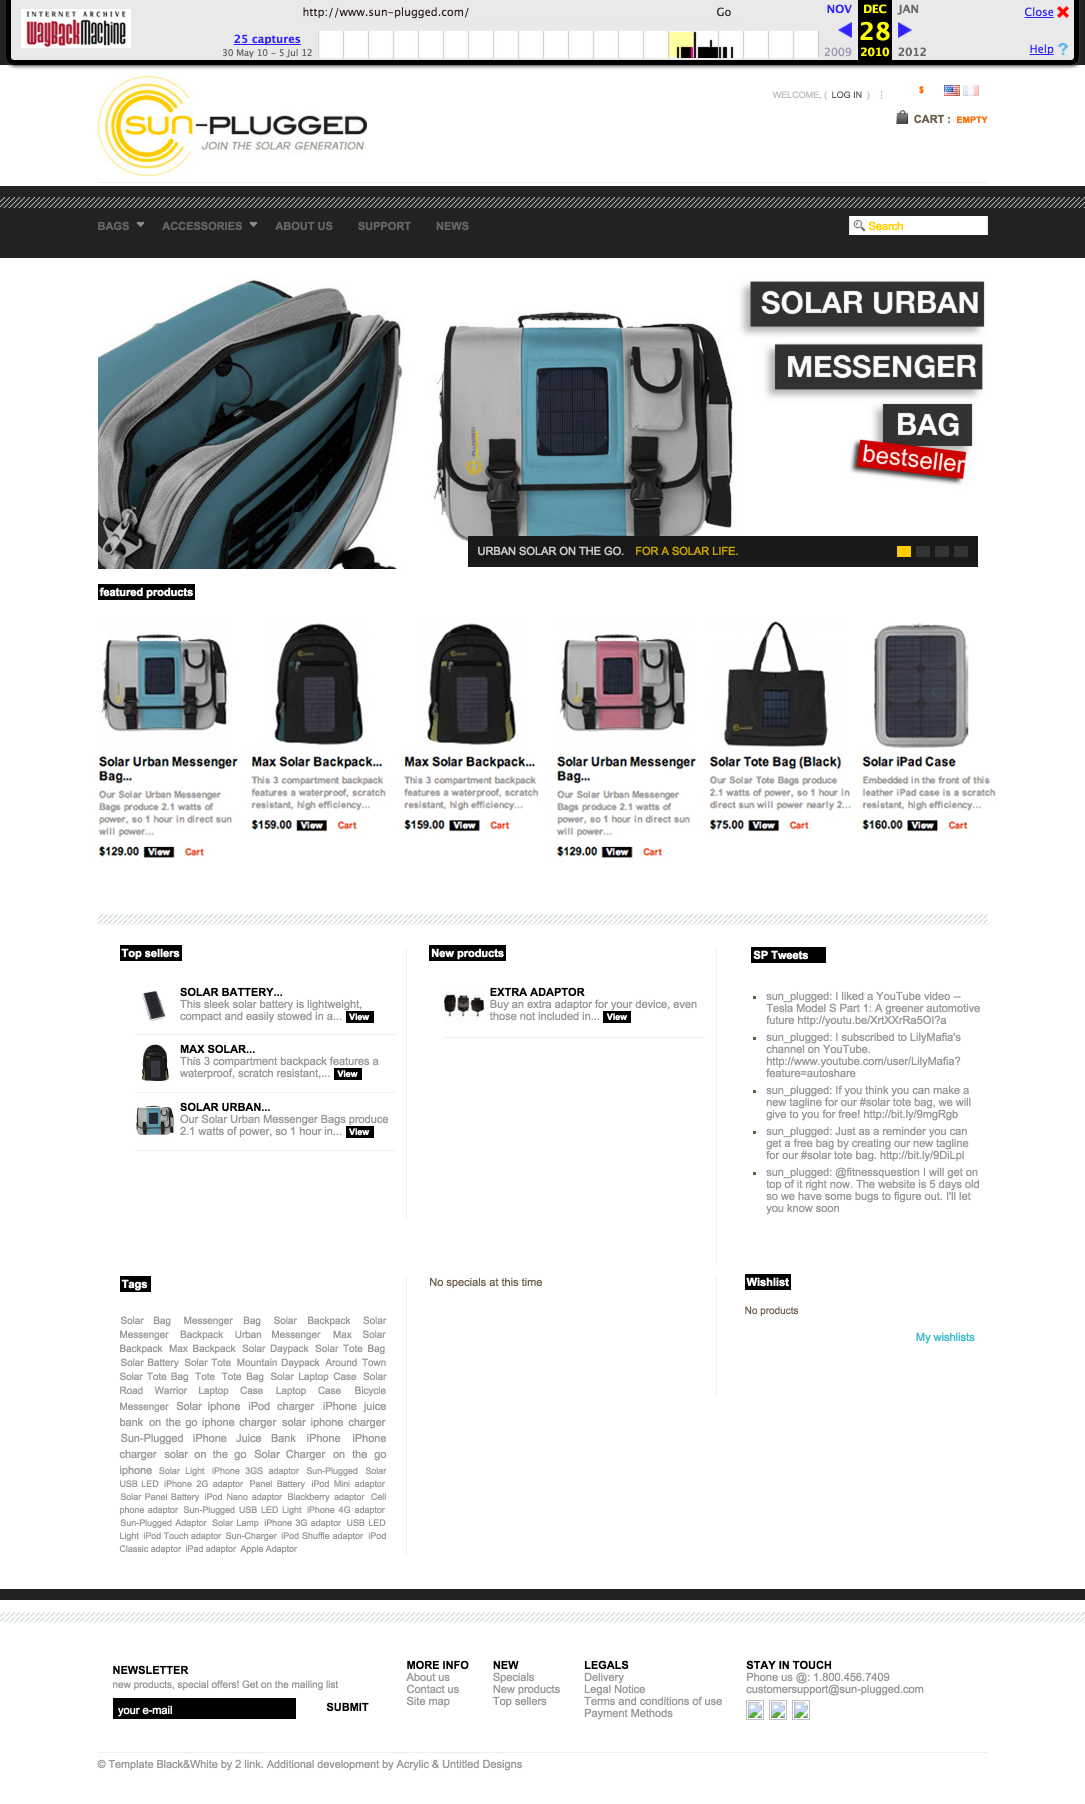 INTERNET ARCHIVE
WayBackMachine
http://www.sun-plugged.com/
Go
NOV DEC JAN
Close
25 captures
28
30 May 10 – 5 Jul 12
2009 2010 2012
Help ?
WELCOME, ( LOG IN )
$
CART : EMPTY
SUN-PLUGGED
JOIN THE SOLAR GENERATION
BAGS ACCESSORIES ABOUT US SUPPORT NEWS
Search
SOLAR URBAN
MESSENGER
BAG
bestseller
PLUGGED
URBAN SOLAR ON THE GO. FOR A SOLAR LIFE.
featured products
Solar Urban Messenger
Bag...
Our Solar Urban Messenger
Bags produce 2.1 watts of
power, so 1 hour in direct sun
will power...
$129.00 View Cart
Max Solar Backpack...
This 3 compartment backpack
features a waterproof, scratch
resistant, high efficiency...
$159.00 View Cart
Max Solar Backpack...
This 3 compartment backpack
features a waterproof, scratch
resistant, high efficiency...
$159.00 View Cart
Solar Urban Messenger
Bag...
Our Solar Urban Messenger
Bags produce 2.1 watts of
power, so 1 hour in direct sun
will power...
$129.00 View Cart
Solar Tote Bag (Black)
Our Solar Tote Bags produce
2.1 watts of power, so 1 hour in
direct sun will power nearly 2...
$75.00 View Cart
Solar iPad Case
Embedded in the front of this
leather iPad case is a scratch
resistant, high efficiency...
$160.00 View Cart
Top sellers
SOLAR BATTERY...
This sleek solar battery is lightweight,
compact and easily stowed in a... View
MAX SOLAR...
This 3 compartment backpack features a
waterproof, scratch resistant,... View
SOLAR URBAN...
Our Solar Urban Messenger Bags produce
2.1 watts of power, so 1 hour in... View
New products
EXTRA ADAPTOR
Buy an extra adaptor for your device, even
those not included in... View
SP Tweets
sun_plugged: I liked a YouTube video --
Tesla Model S Part 1: A greener automotive
future http://youtu.be/XrtXXrRa5OI?a
sun_plugged: I subscribed to LilyMafia's
channel on YouTube.
http://www.youtube.com/user/LilyMafia?
feature=autoshare
sun_plugged: If you think you can make a
new tagline for our #solar tote bag, we will
give to you for free! http://bit.ly/9mgRgb
sun_plugged: Just as a reminder you can
get a free bag by creating our new tagline
for our #solar tote bag. http://bit.ly/9DiLpl
sun_plugged: @fitnessquestion I will get on
top of it right now. The website is 5 days old
so we have some bugs to figure out. I'll let
you know soon
Tags
Solar Bag Messenger Bag Solar Backpack Solar
Messenger Backpack Urban Messenger Max Solar
Backpack Max Backpack Solar Daypack Solar Tote Bag
Solar Battery Solar Tote Mountain Daypack Around Town
Solar Tote Bag Tote Tote Bag Solar Laptop Case Solar
Road Warrior Laptop Case Laptop Case Bicycle
Messenger Solar iphone iPod charger iPhone juice
bank on the go iphone charger solar iphone charger
Sun-Plugged iPhone Juice Bank iPhone iPhone
charger solar on the go Solar Charger on the go
iphone Solar Light iPhone 3GS adaptor Sun-Plugged Solar
USB LED iPhone 2G adaptor Panel Battery iPod Mini adaptor
Solar Panel Battery iPod Nano adaptor Blackberry adaptor Cell
phone adaptor Sun-Plugged USB LED Light iPhone 4G adaptor
Sun-Plugged Adaptor Solar Lamp iPhone 3G adaptor USB LED
Light iPod Touch adaptor Sun-Charger iPod Shuffle adaptor iPod
Classic adaptor iPad adaptor Apple Adaptor
No specials at this time
Wishlist
No products
My wishlists
NEWSLETTER
new products, special offers! Get on the mailing list
your e-mail
SUBMIT
MORE INFO
About us
Contact us
Site map
NEW
Specials
New products
Top sellers
LEGALS
Delivery
Legal Notice
Terms and conditions of use
Payment Methods
STAY IN TOUCH
Phone us @: 1.800.456.7409
customersupport@sun-plugged.com
© Template Black&White by 2 link. Additional development by Acrylic & Untitled Designs